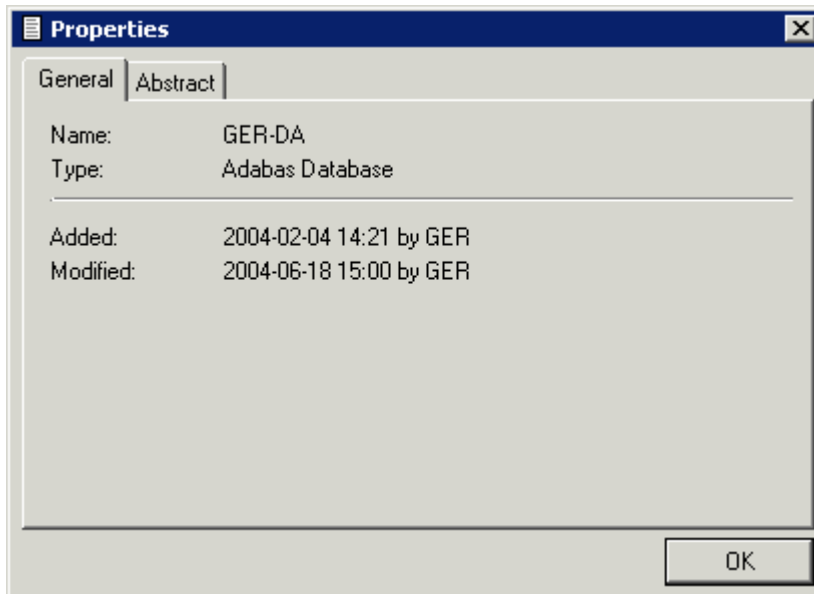 Properties
General Abstract
Name: GER-DA
Type: Adabas Database
Added: 2004-02-04 14:21 by GER
Modified: 2004-06-18 15:00 by GER
OK